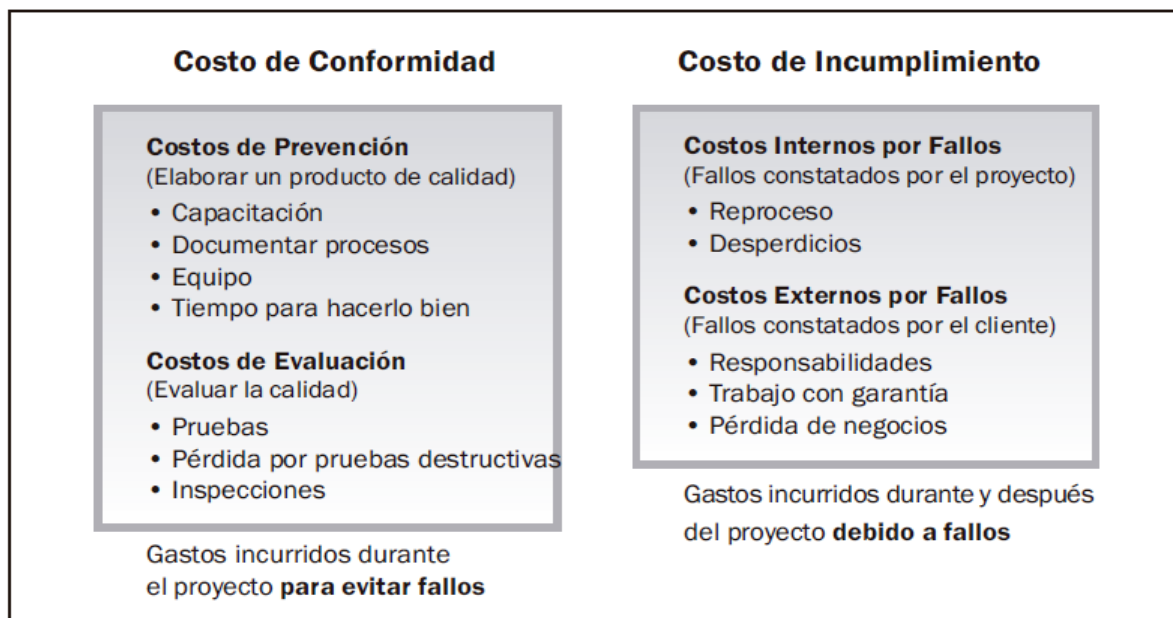 Costo de Conformidad
Costos de Prevención
(Elaborar un producto de calidad)
• Capacitación
• Documentar procesos
• Equipo
• Tiempo para hacerlo bien
Costos de Evaluación
(Evaluar la calidad)
• Pruebas
• Pérdida por pruebas destructivas
• Inspecciones
Gastos incurridos durante
el proyecto para evitar fallos
Costo de Incumplimiento
Costos Internos por Fallos
(Fallos constatados por el proyecto)
• Reproceso
• Desperdicios
Costos Externos por Fallos
(Fallos constatados por el cliente)
• Responsabilidades
• Trabajo con garantía
• Pérdida de negocios
Gastos incurridos durante y después
del proyecto debido a fallos